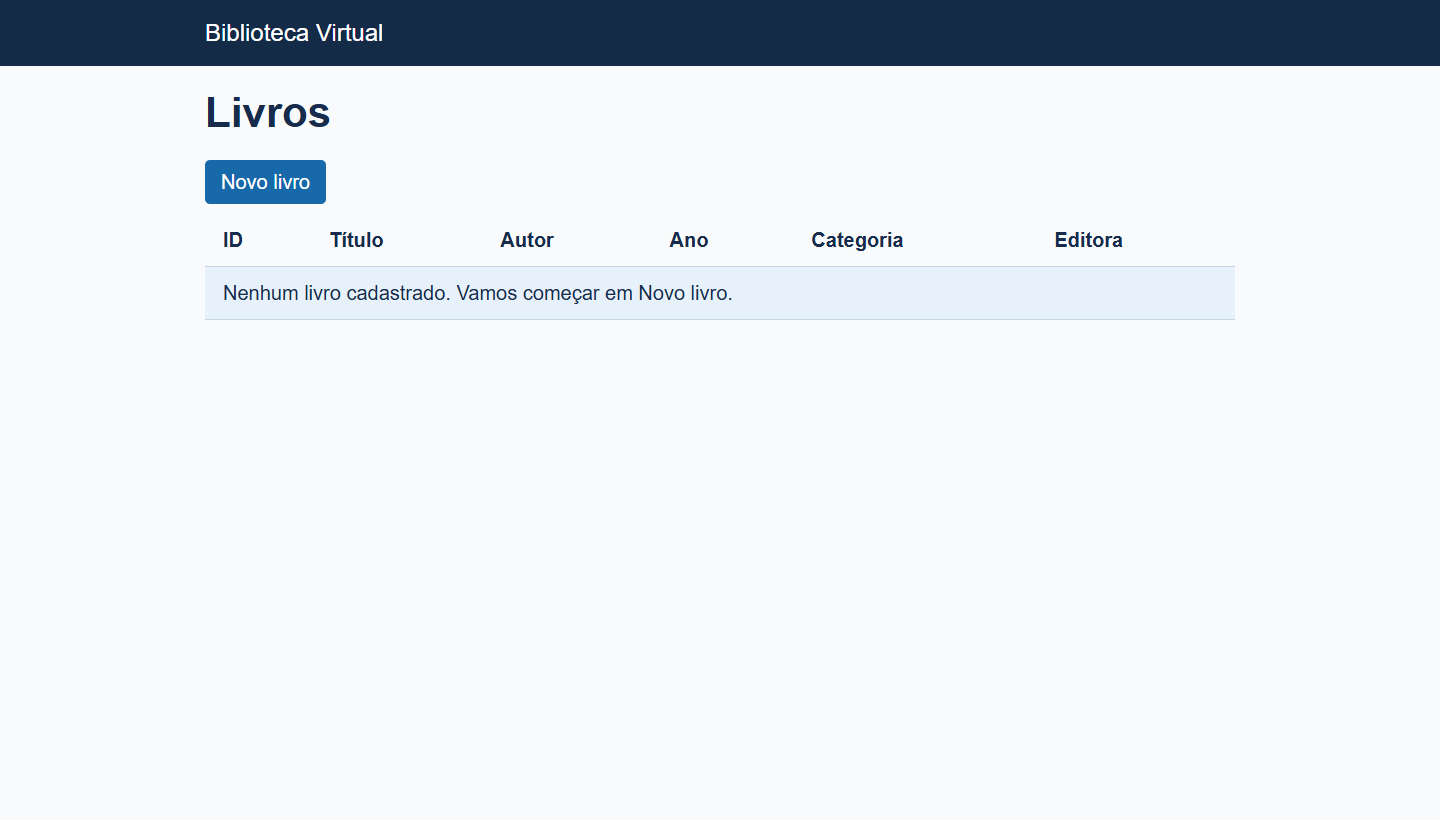 Biblioteca Virtual
Livros
Novo livro
ID Título Autor Ano Categoria Editora
Nenhum livro cadastrado. Vamos começar em Novo livro.